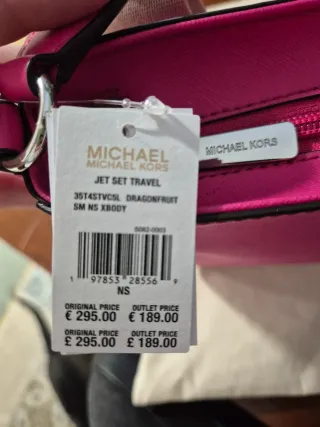 MICHAEL
MICHAEL KORS
JET SET TRAVEL
35T4STVC5L DRAGONFRUIT
SM NS XBODY
1 97853 28556 9
NS
ORIGINAL PRICE OUTLET PRICE
€ 295.00 € 189.00
ORIGINAL PRICE OUTLET PRICE
£ 295.00 £ 189.00
MICHAEL KORS